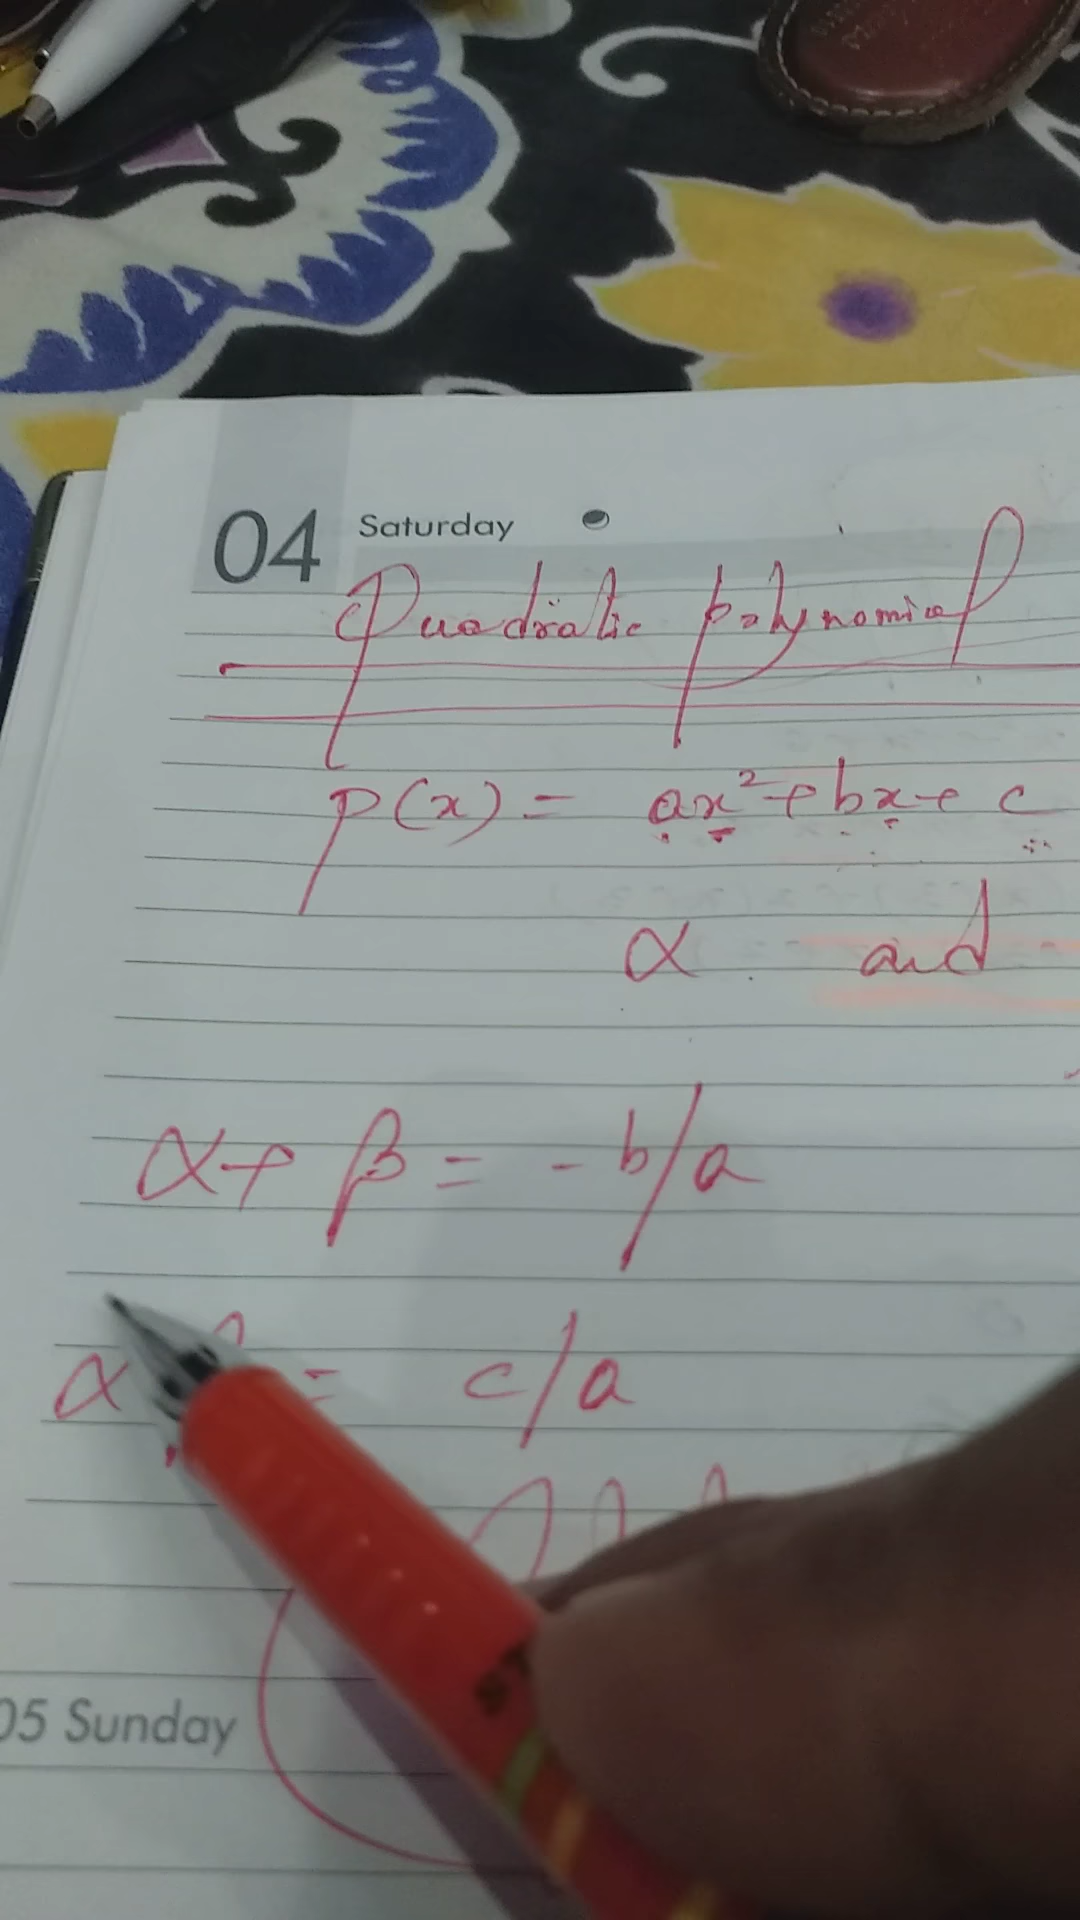 04 Saturday
Quadratic polynomial
p(x) = ax²+bx+c
α and
α+β = -b/a
α = c/a
05 Sunday